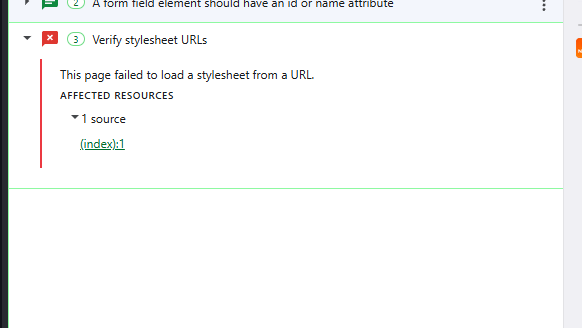 2 A form field element should have an id or name attribute
3 Verify stylesheet URLs
This page failed to load a stylesheet from a URL.
AFFECTED RESOURCES
1 source
(index):1